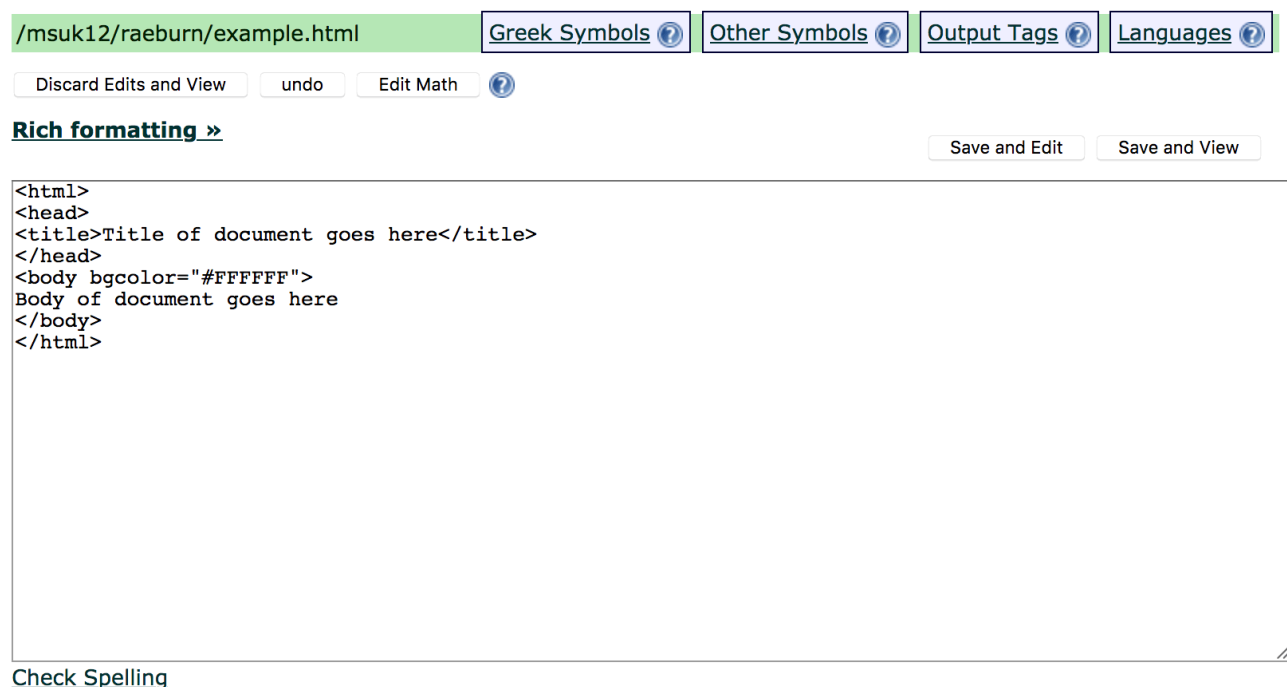 /msuk12/raeburn/example.html Greek Symbols ? Other Symbols ? Output Tags ? Languages ?
Discard Edits and View undo Edit Math ?
Rich formatting »
Save and Edit Save and View
<html>
<head>
<title>Title of document goes here</title>
</head>
<body bgcolor="#FFFFFF">
Body of document goes here
</body>
</html>
Check Spelling